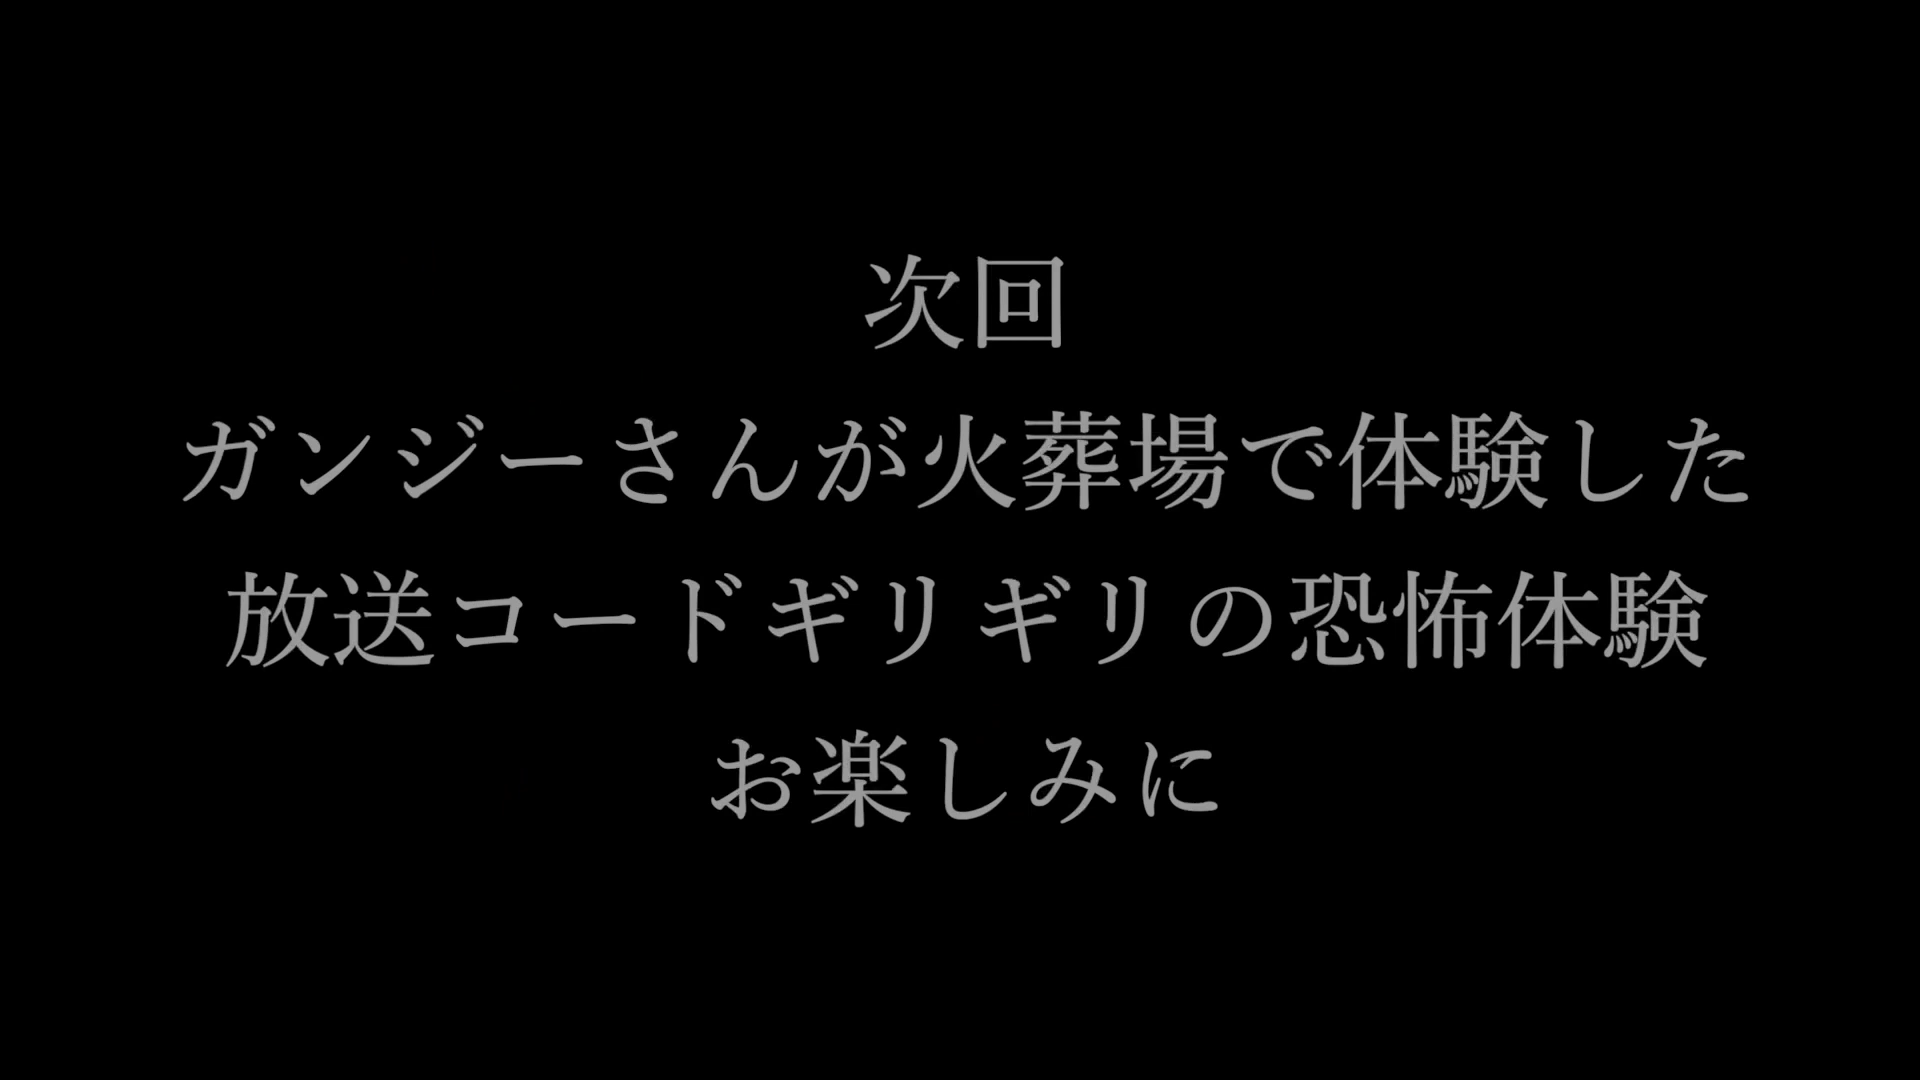 次回
ガンジーさんが火葬場で体験した
放送コードギリギリの恐怖体験
お楽しみに